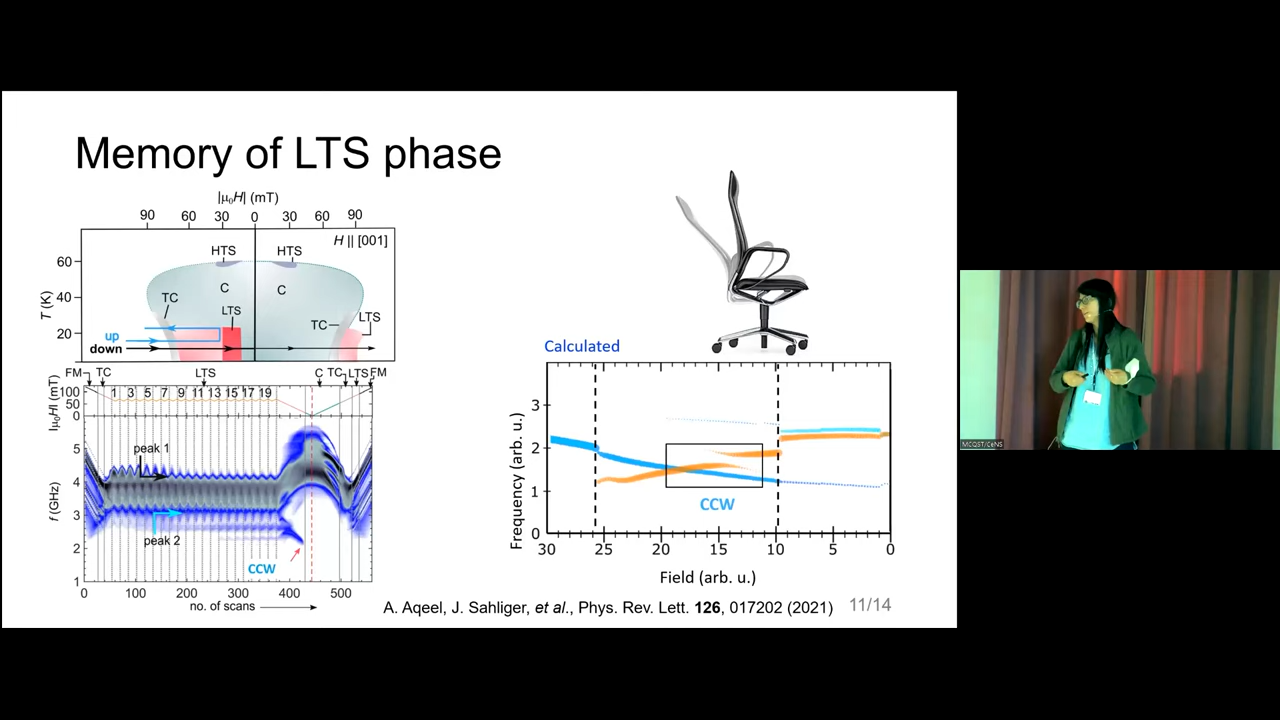 Memory of LTS phase
|μ₀H| (mT)
90 60 30 0 30 60 90
H || [001]
HTS HTS
60
C C
40
TC LTS LTS
T (K)
TC
20
up
down
FM TC LTS C TC LTS FM
|μ₀H| (mT)
100
50
0
1 3 5 7 9 11 13 15 17 19
5
peak 1
4
f (GHz)
3
peak 2
2
CCW
1
0 100 200 300 400 500
no. of scans
Calculated
Frequency (arb. u.)
3
2
1
CCW
0
30 25 20 15 10 5 0
Field (arb. u.)
A. Aqeel, J. Sahliger, et al., Phys. Rev. Lett. 126, 017202 (2021)
11/14
MCQST/CeNS